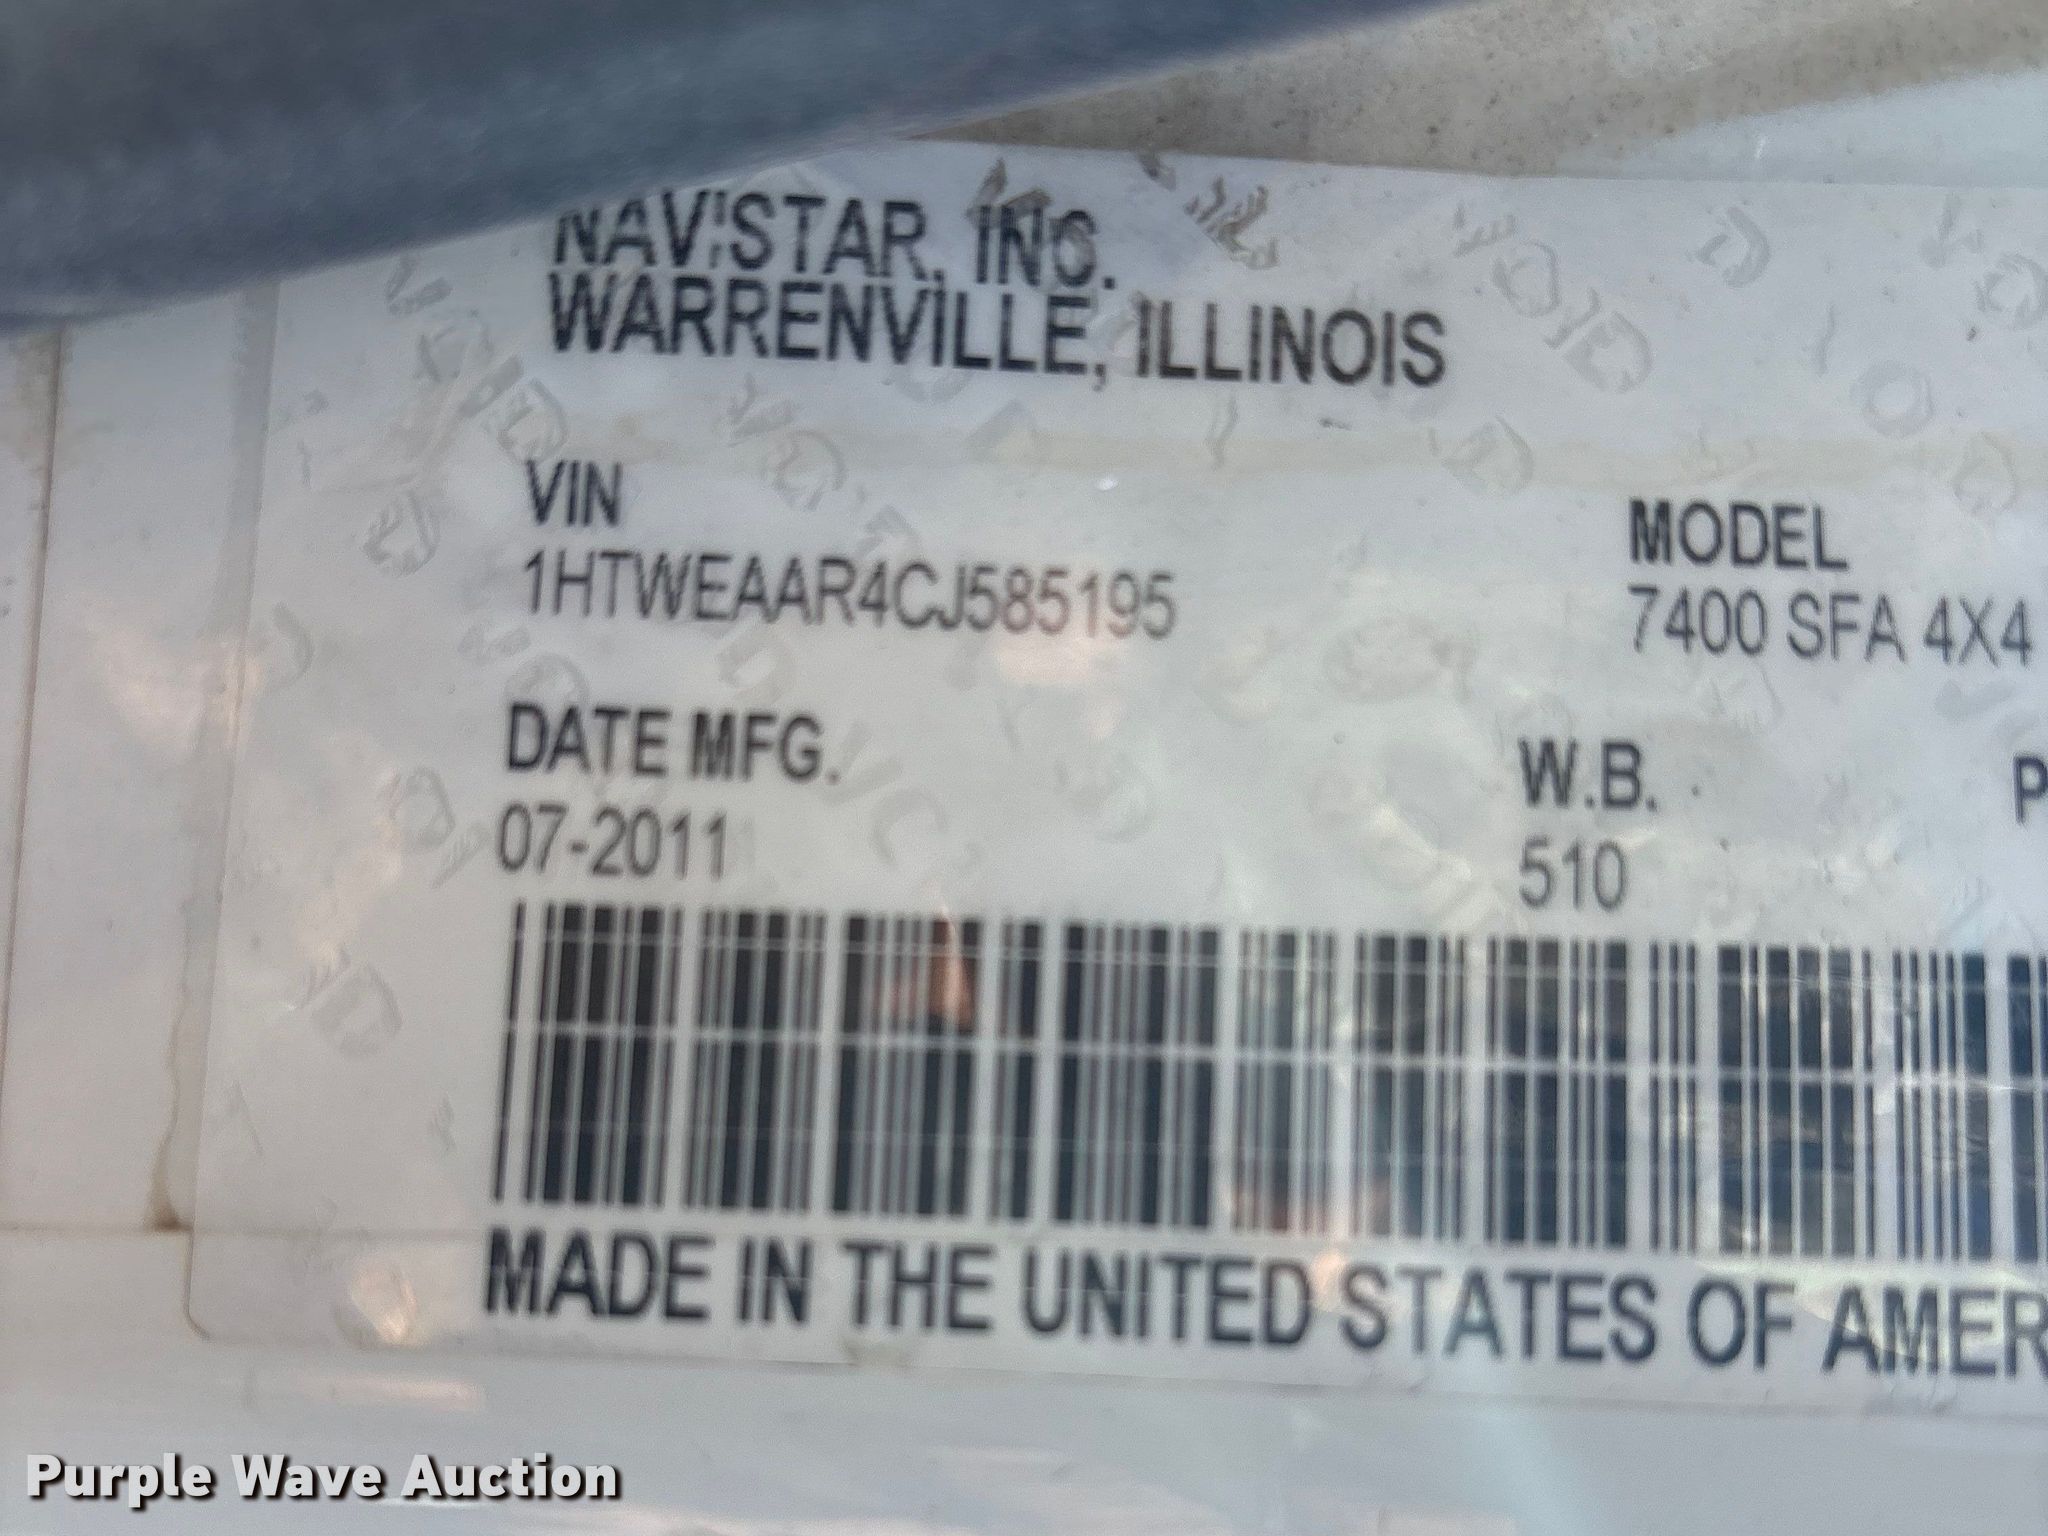 NAVISTAR, INC.
WARRENVILLE, ILLINOIS
VIN
1HTWEAAR4CJ585195
MODEL
7400 SFA 4X4
DATE MFG.
07-2011
W.B.
510
P
MADE IN THE UNITED STATES OF AMER
Purple Wave Auction